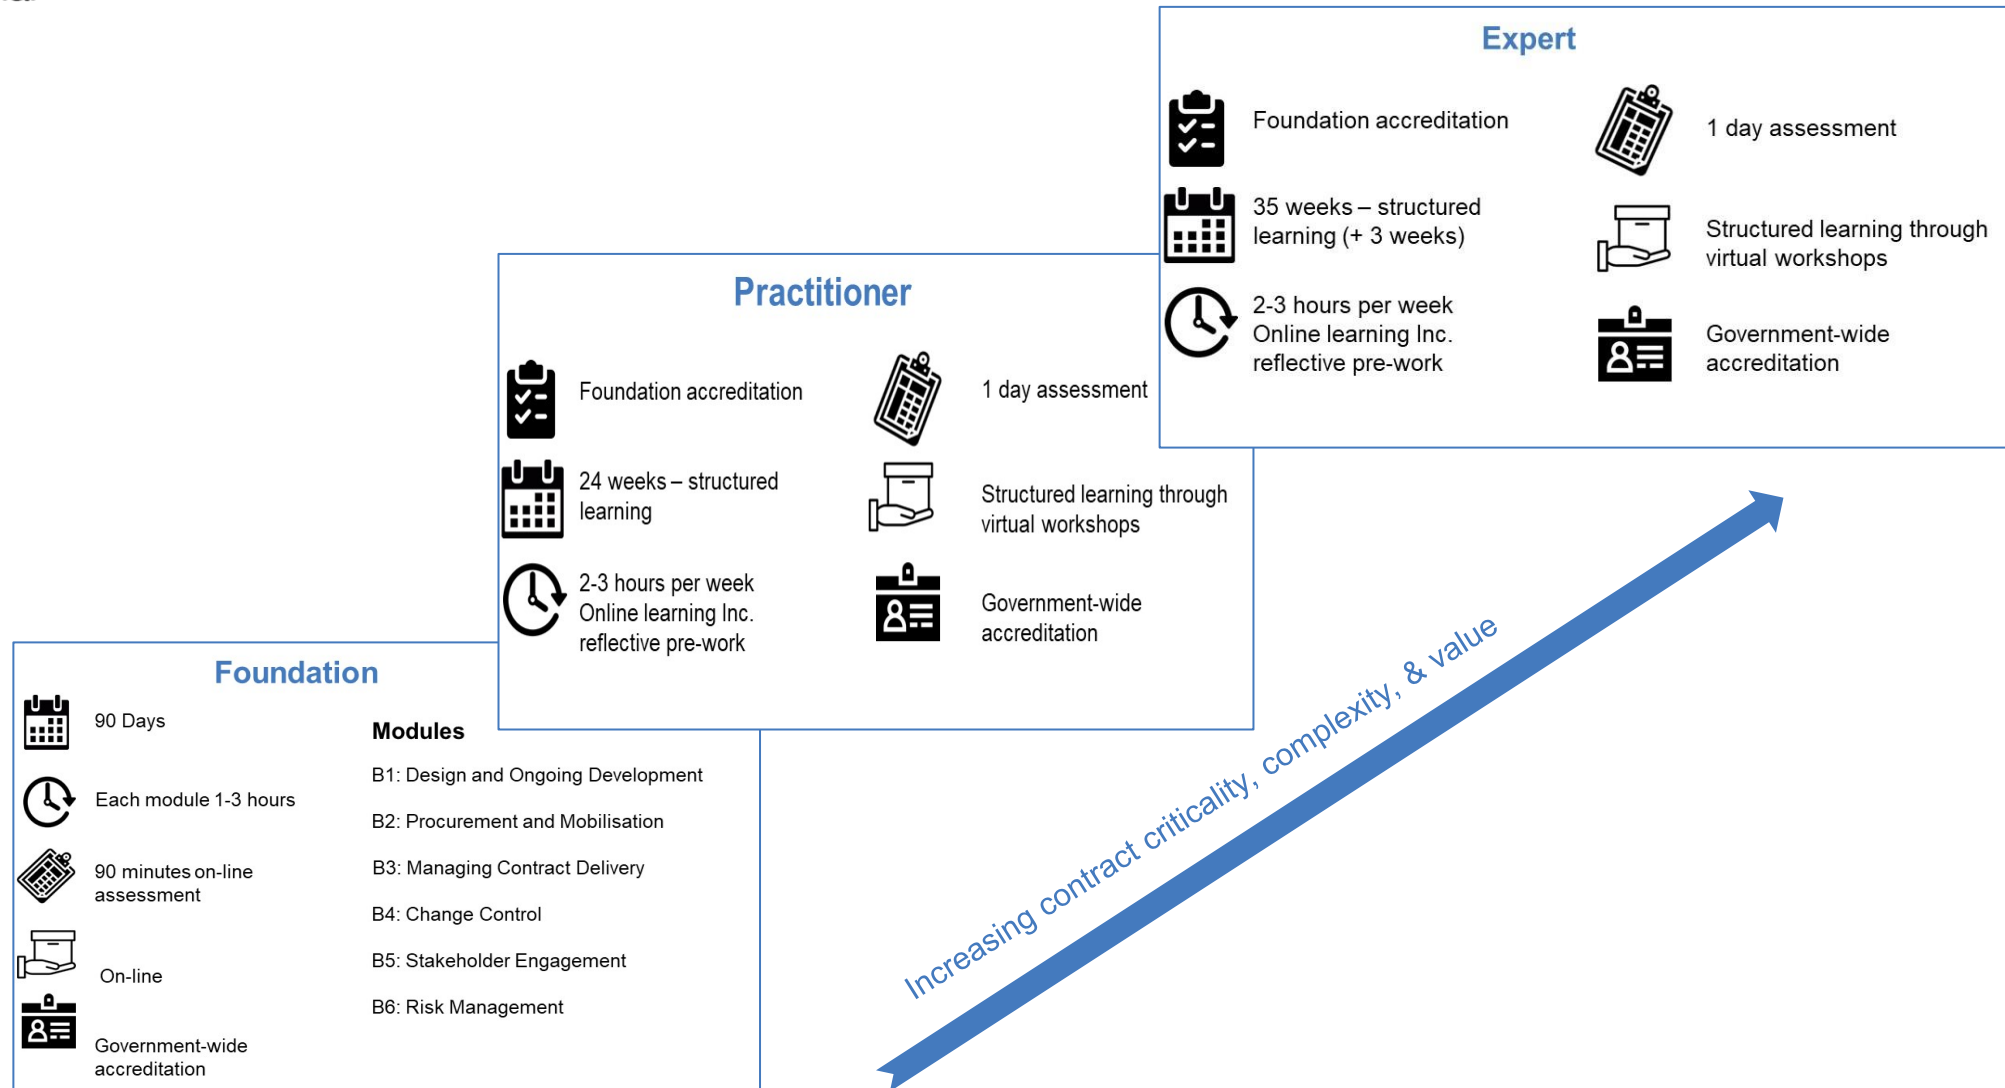 Expert
Foundation accreditation
1 day assessment
35 weeks – structured
learning (+ 3 weeks)
Structured learning through
virtual workshops
2-3 hours per week
Online learning Inc.
reflective pre-work
Government-wide
accreditation
Practitioner
Foundation accreditation
1 day assessment
24 weeks – structured
learning
Structured learning through
virtual workshops
2-3 hours per week
Online learning Inc.
reflective pre-work
Government-wide
accreditation
Foundation
90 Days
Each module 1-3 hours
90 minutes on-line
assessment
On-line
Government-wide
accreditation
Modules
B1: Design and Ongoing Development
B2: Procurement and Mobilisation
B3: Managing Contract Delivery
B4: Change Control
B5: Stakeholder Engagement
B6: Risk Management
Increasing contract criticality, complexity, & value